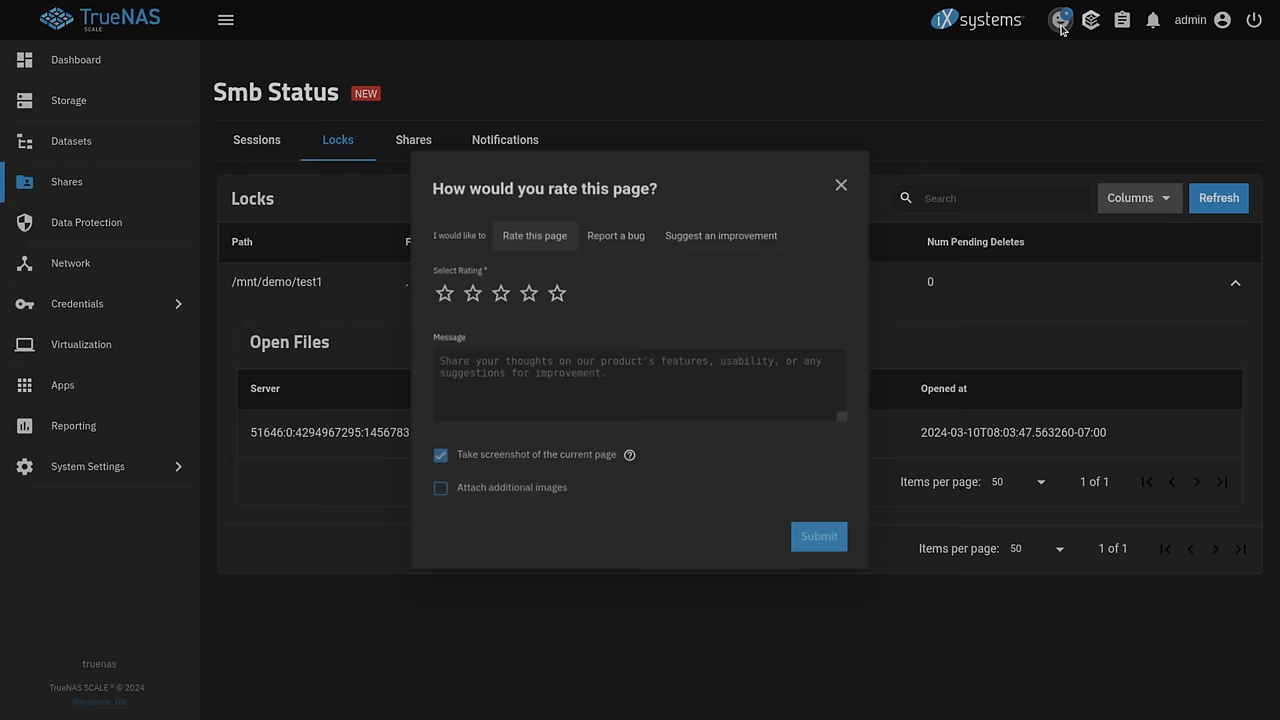 TrueNAS
SCALE
iXsystems
admin
Dashboard
Storage
Datasets
Shares
Data Protection
Network
Credentials
Virtualization
Apps
Reporting
System Settings
truenas
TrueNAS SCALE ® © 2024 -
iXsystems, Inc
Smb Status NEW
Sessions Locks Shares Notifications
Locks
Search
Columns
Refresh
Path
Num Pending Deletes
/mnt/demo/test1
0
Open Files
Server
Opened at
51646:0:4294967295:1456783
2024-03-10T08:03:47.563260-07:00
Items per page: 50 1 of 1
Items per page: 50 1 of 1
How would you rate this page?
I would like to Rate this page Report a bug Suggest an improvement
Select Rating *
Message
Share your thoughts on our product's features, usability, or any
suggestions for improvement.
Take screenshot of the current page
Attach additional images
Submit